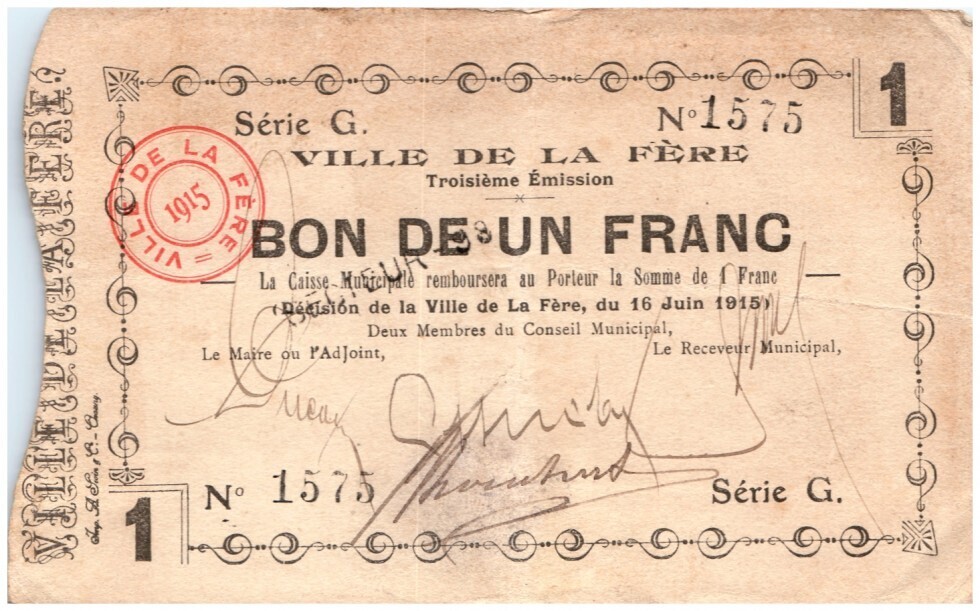 1
Série G.
Nº 1575
VILLE DE LA FÈRE
Troisième Émission
BON DE UN FRANC
La Caisse Municipale remboursera au Porteur la Somme de 1 Franc
(Décision de la Ville de La Fère, du 16 Juin 1915)
Deux Membres du Conseil Municipal,
Le Maire ou l'AdJoint,
Le Receveur Municipal,
Nº 1575
Série G.
1
VILLE DE LA FÈRE =
1915
VILLE DE LA FERE